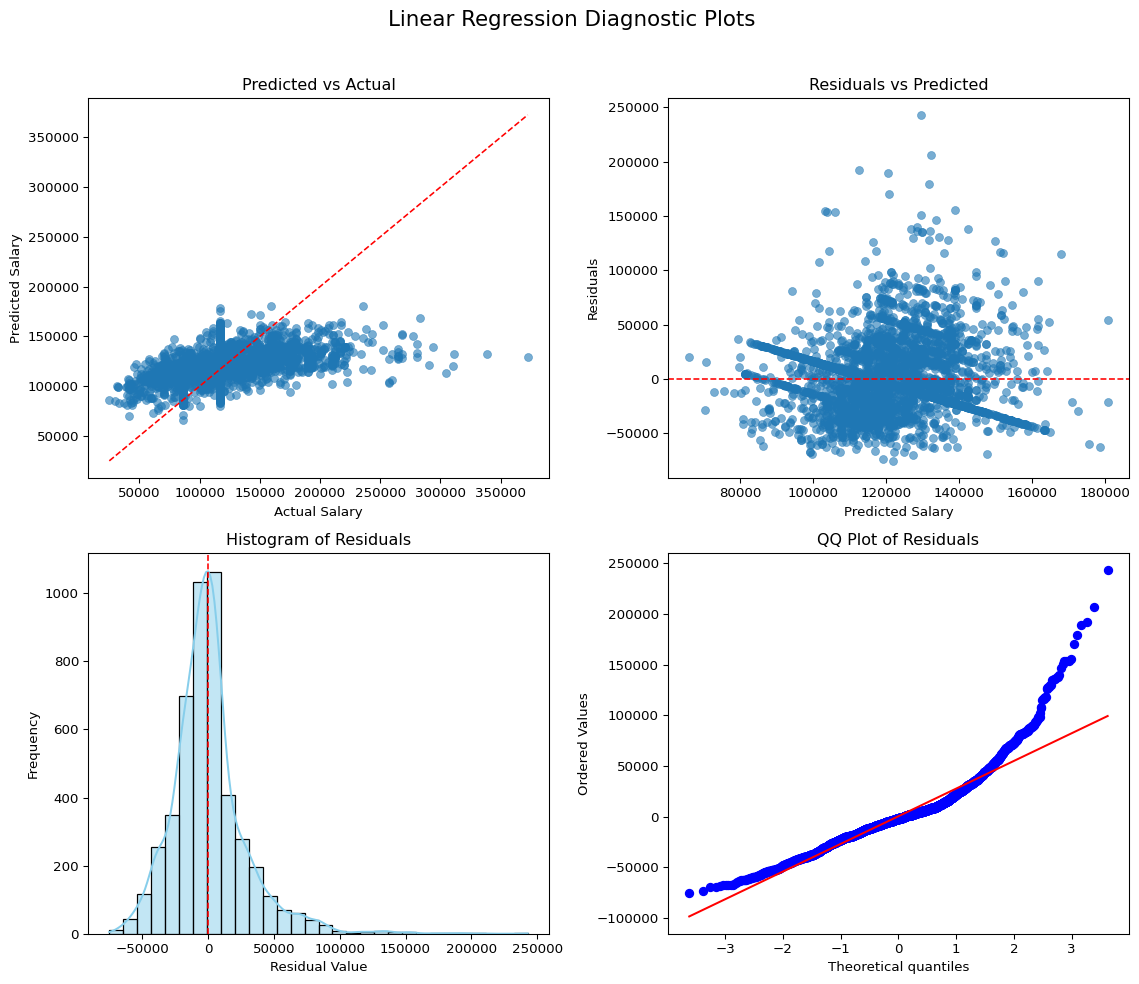 Linear Regression Diagnostic Plots
Predicted vs Actual
350000
300000
250000
200000
150000
100000
50000
Predicted Salary
50000 100000 150000 200000 250000 300000 350000
Actual Salary
Residuals vs Predicted
250000
200000
150000
100000
50000
0
−50000
Residuals
80000 100000 120000 140000 160000 180000
Predicted Salary
Histogram of Residuals
1000
800
600
400
200
0
Frequency
−50000 0 50000 100000 150000 200000 250000
Residual Value
QQ Plot of Residuals
250000
200000
150000
100000
50000
0
−50000
−100000
Ordered Values
−3 −2 −1 0 1 2 3
Theoretical quantiles